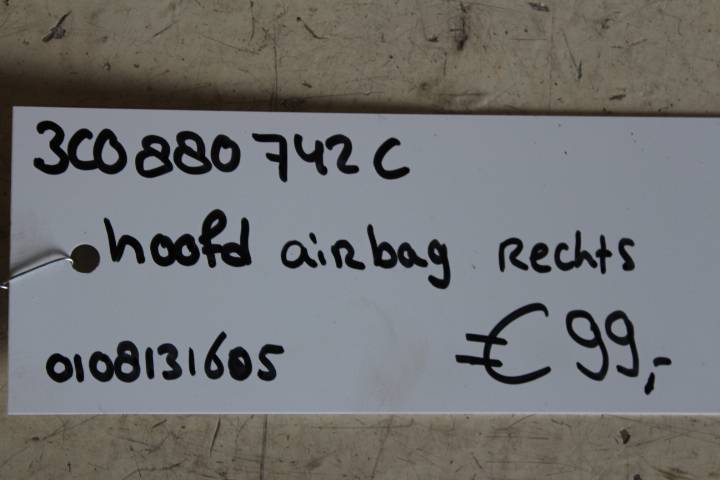 3C0880742C
hoofd airbag Rechts
0108131605
€99,-